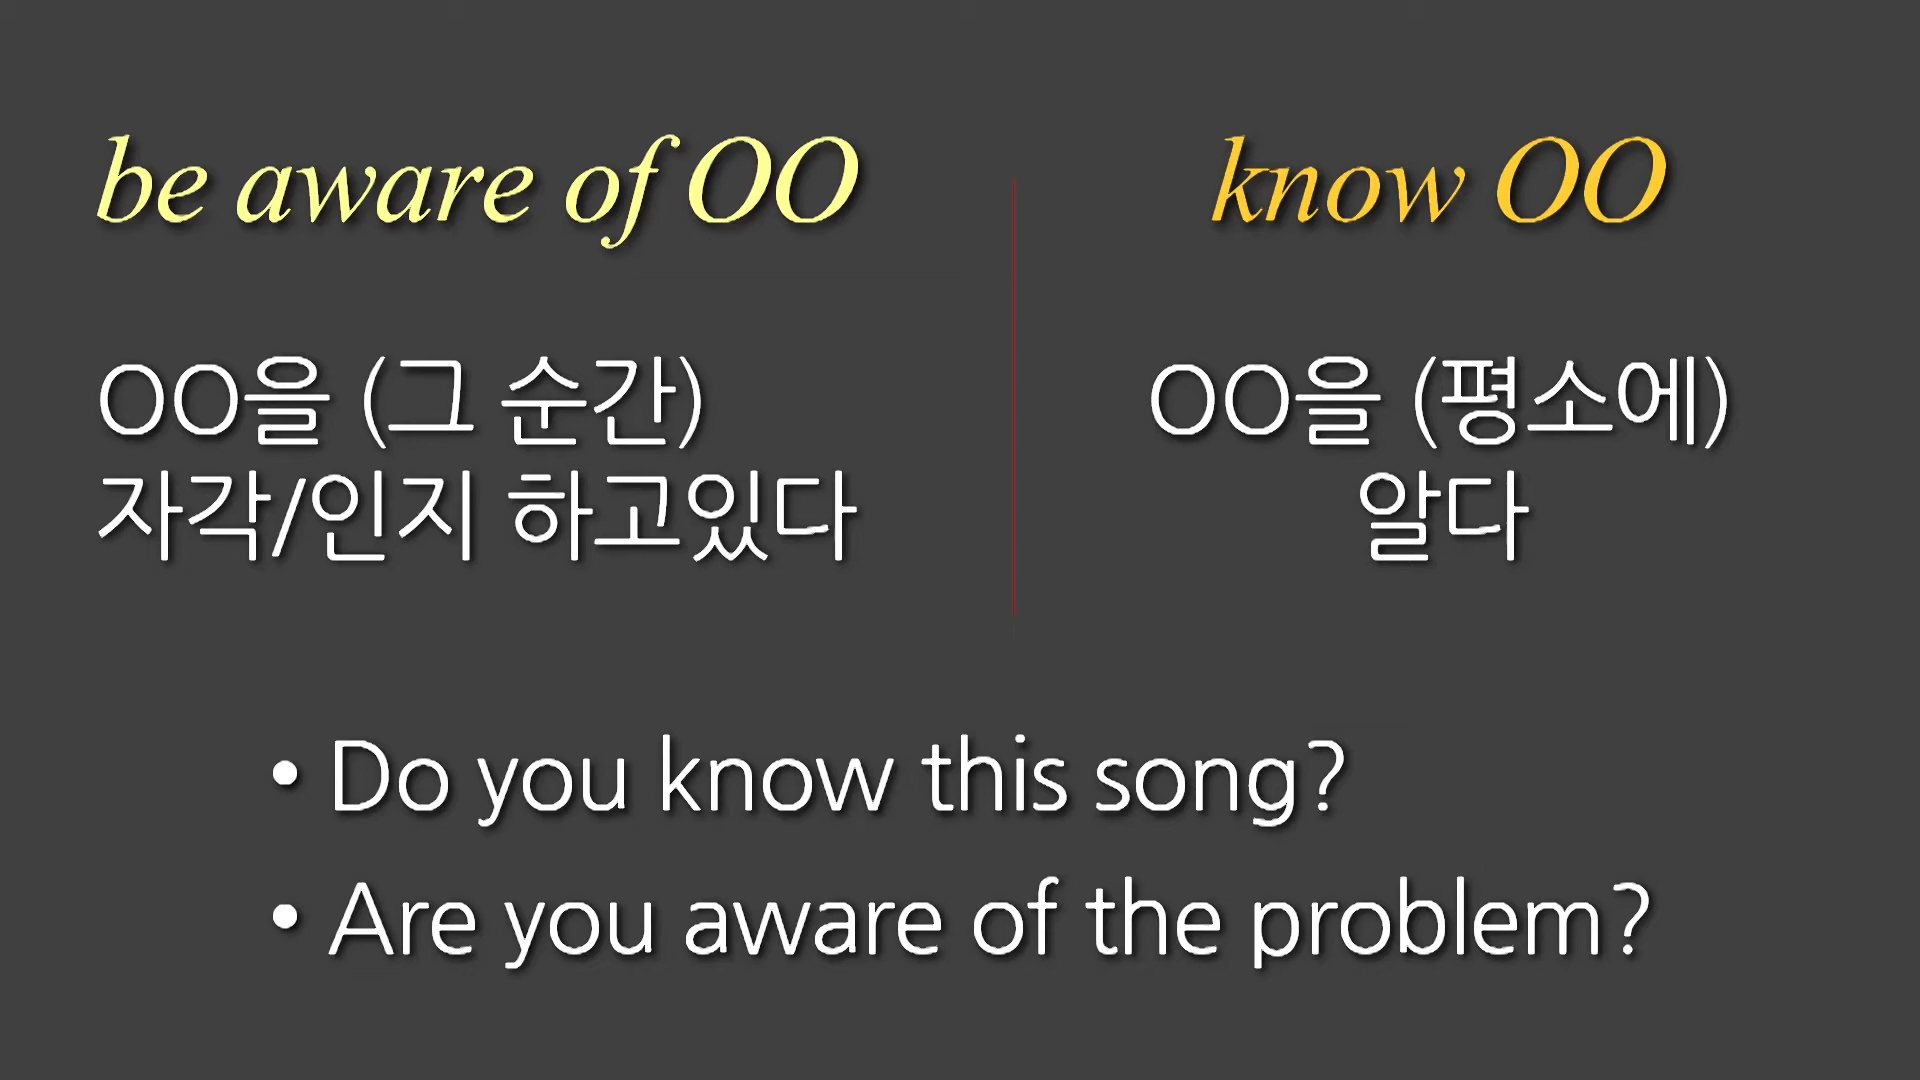 be aware of OO
OO을 (그 순간)
자각/인지 하고있다
know OO
OO을 (평소에)
알다
• Do you know this song?
• Are you aware of the problem?